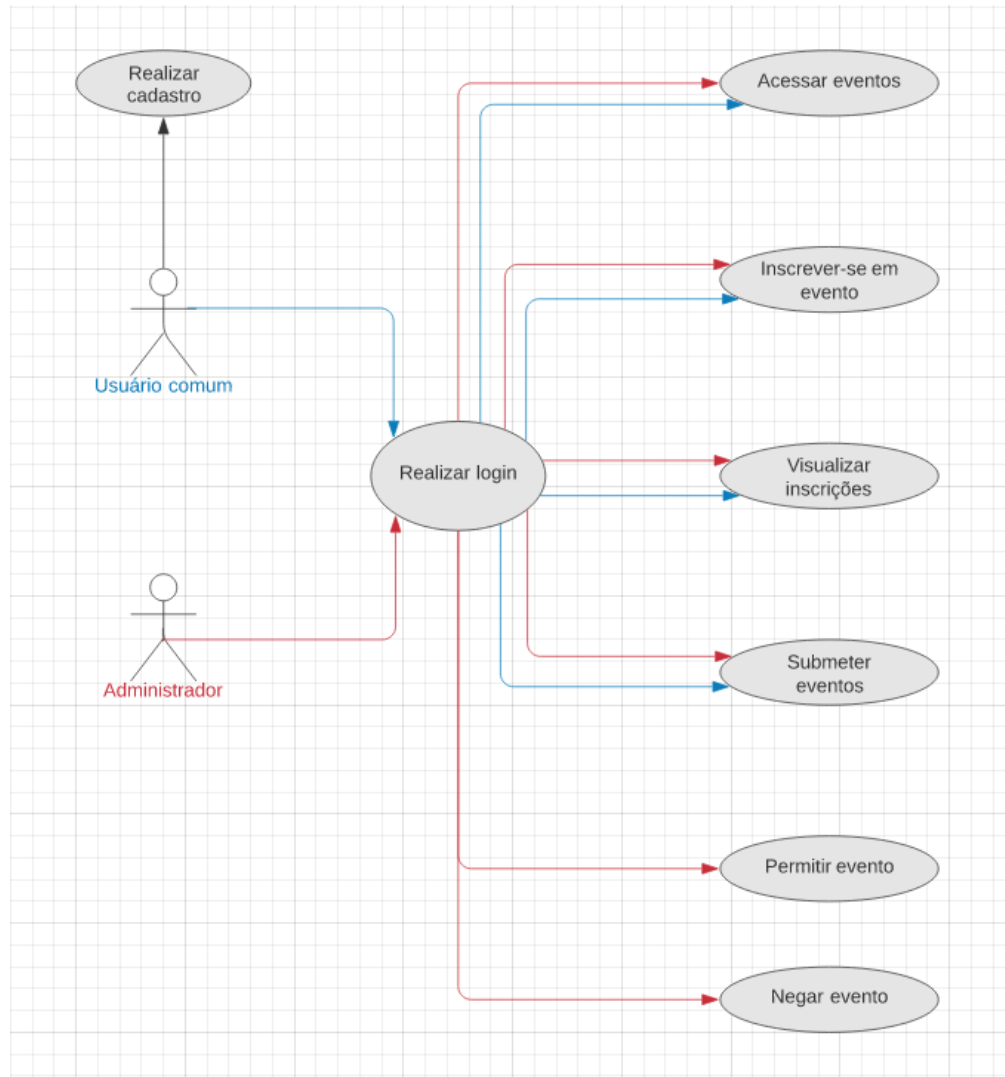 Realizar
cadastro
Acessar eventos
Inscrever-se em
evento
Usuário comum
Realizar login
Visualizar
inscrições
Submeter
eventos
Administrador
Permitir evento
Negar evento